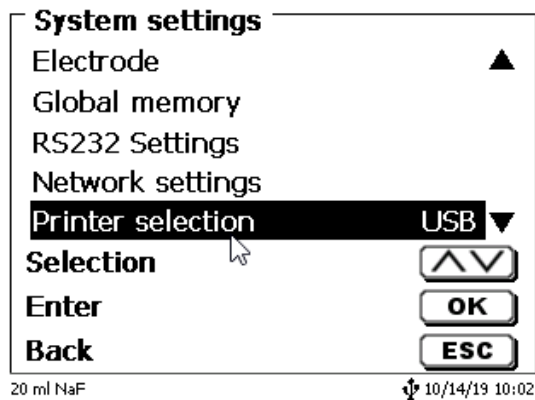 System settings
Electrode
Global memory
RS232 Settings
Network settings
Printer selection USB
Selection
Enter OK
Back ESC
20 ml NaF 10/14/19 10:02